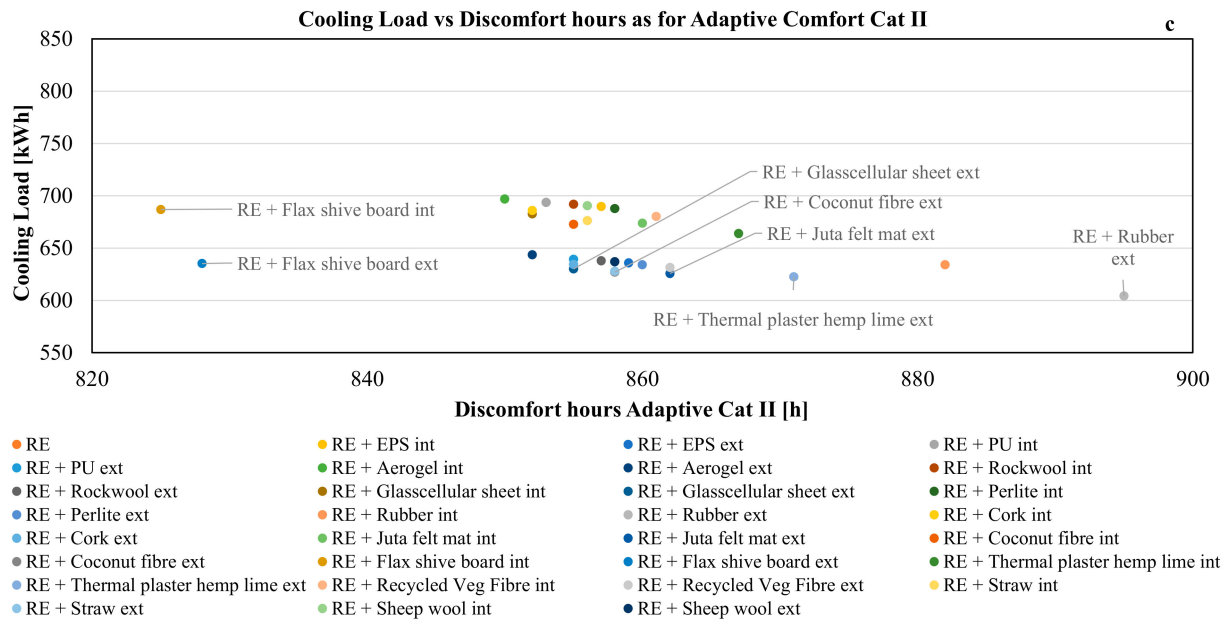 Cooling Load vs Discomfort hours as for Adaptive Comfort Cat II
c
Cooling Load [kWh]
850
800
750
700
650
600
550
RE + Glasscellular sheet ext
RE + Coconut fibre ext
RE + Flax shive board int
RE + Juta felt mat ext
RE + Rubber
ext
RE + Flax shive board ext
RE + Thermal plaster hemp lime ext
820 840 860 880 900
Discomfort hours Adaptive Cat II [h]
RE RE + EPS int RE + EPS ext RE + PU int
RE + PU ext RE + Aerogel int RE + Aerogel ext RE + Rockwool int
RE + Rockwool ext RE + Glasscellular sheet int RE + Glasscellular sheet ext RE + Perlite int
RE + Perlite ext RE + Rubber int RE + Rubber ext RE + Cork int
RE + Cork ext RE + Juta felt mat int RE + Juta felt mat ext RE + Coconut fibre int
RE + Coconut fibre ext RE + Flax shive board int RE + Flax shive board ext RE + Thermal plaster hemp lime int
RE + Thermal plaster hemp lime ext RE + Recycled Veg Fibre int RE + Recycled Veg Fibre ext RE + Straw int
RE + Straw ext RE + Sheep wool int RE + Sheep wool ext